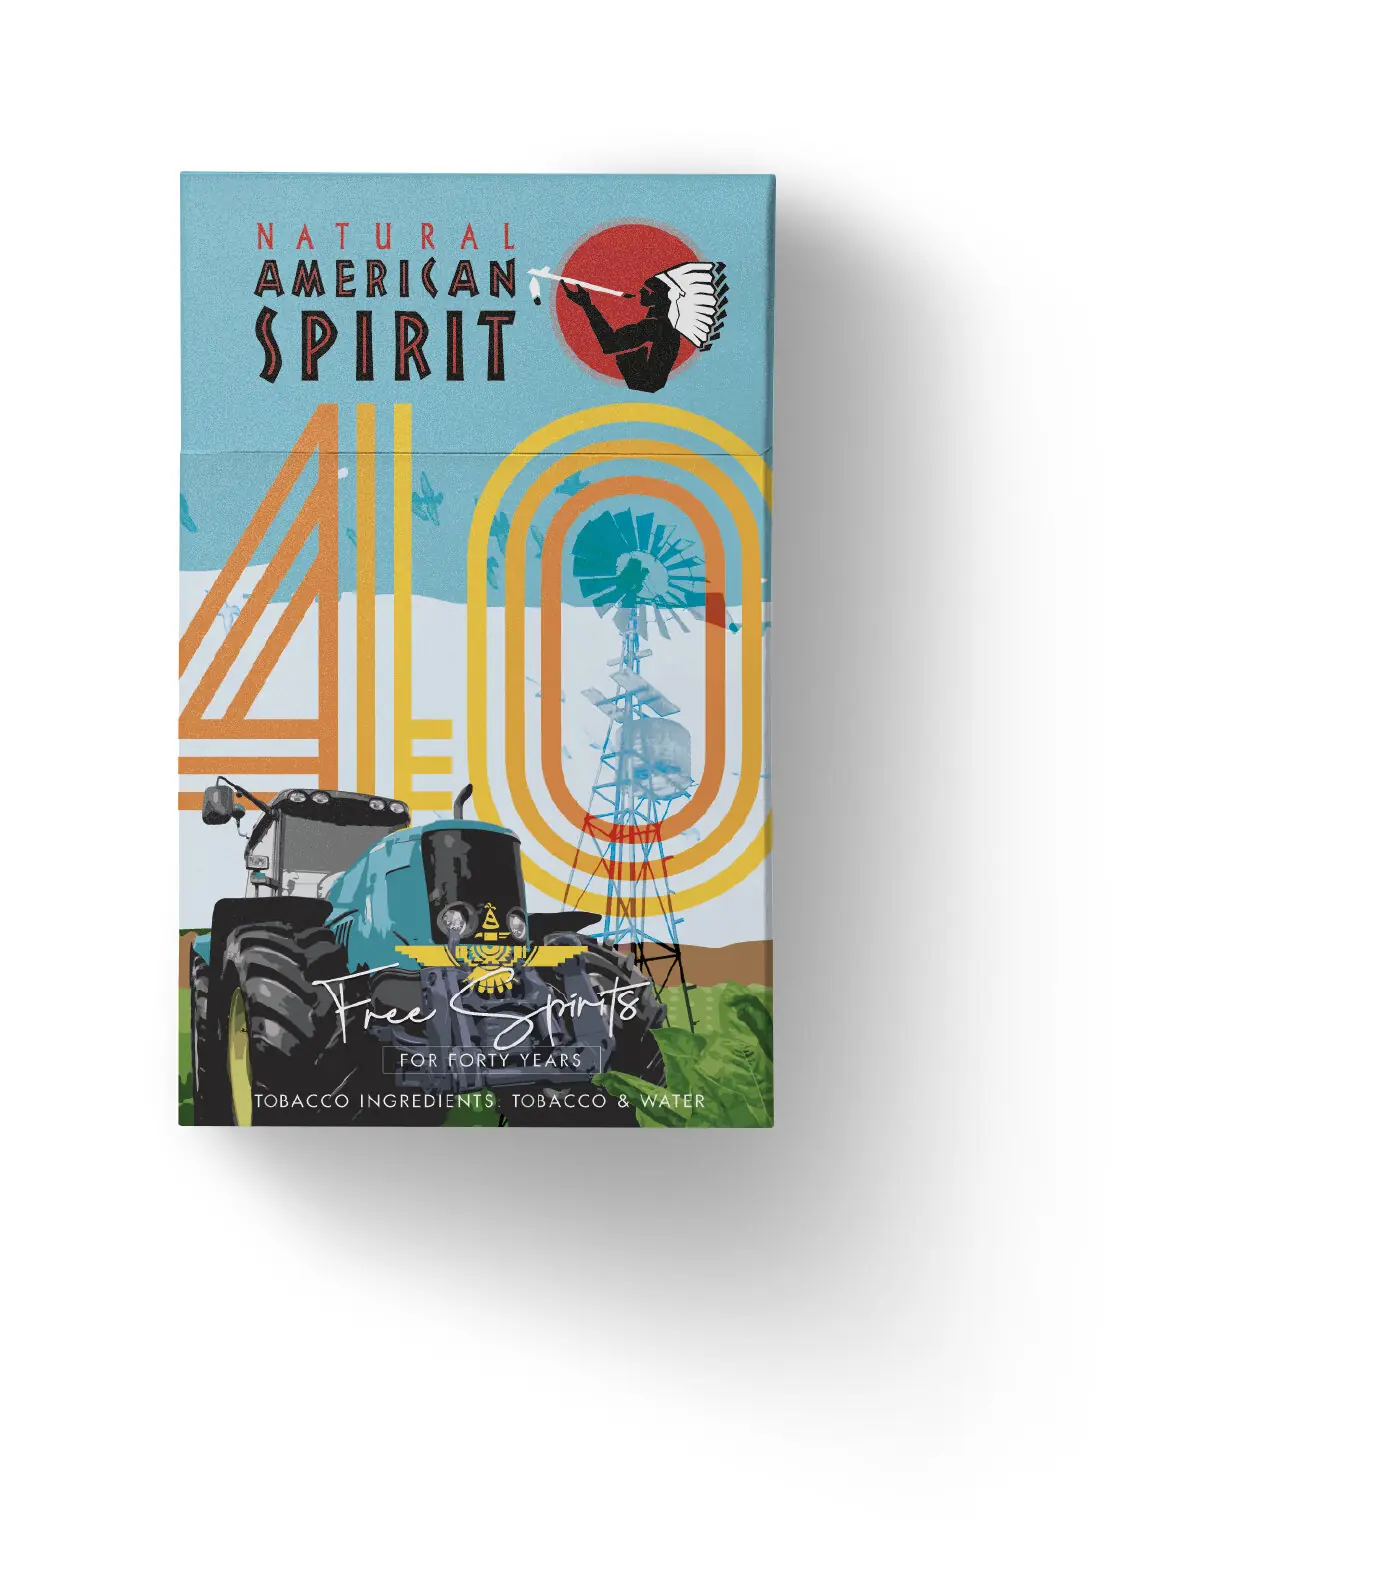 NATURAL
AMERICAN
SPIRIT
40
Free Spirits
FOR FORTY YEARS
TOBACCO INGREDIENTS: TOBACCO & WATER